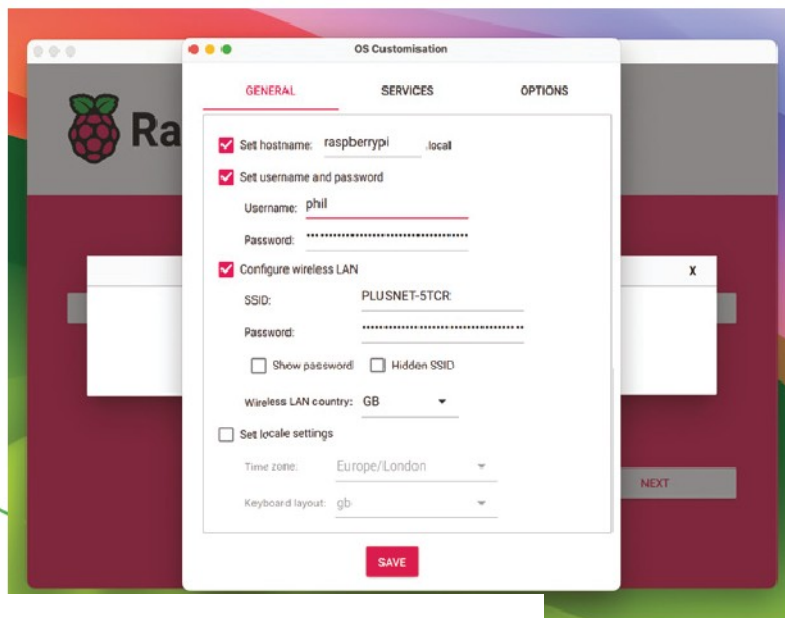 OS Customisation
GENERAL SERVICES OPTIONS
Ra
Set hostname: raspberrypi .local
Set username and password
Username: phil
Password: 
Configure wireless LAN
SSID: PLUSNET-5TCR
Password: 
Show password Hidden SSID
Wireless LAN country: GB
Set locale settings
Time zone: Europe/London
Keyboard layout: gb
X
NEXT
SAVE